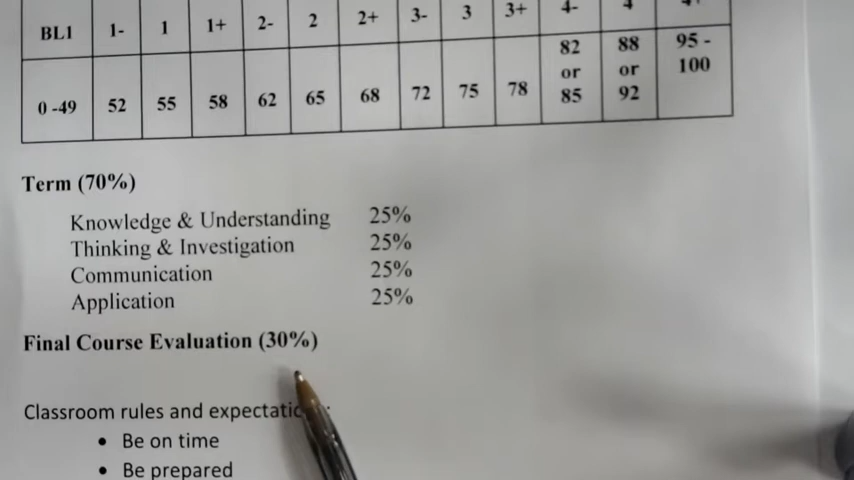 BL1 1- 1 1+ 2- 2 2+ 3- 3 3+ 4- 4 4+
0 -49 52 55 58 62 65 68 72 75 78 82 or 85 88 or 92 95 - 100
Term (70%)
Knowledge & Understanding 25%
Thinking & Investigation 25%
Communication 25%
Application 25%
Final Course Evaluation (30%)
Classroom rules and
• Be on time
• Be prepared